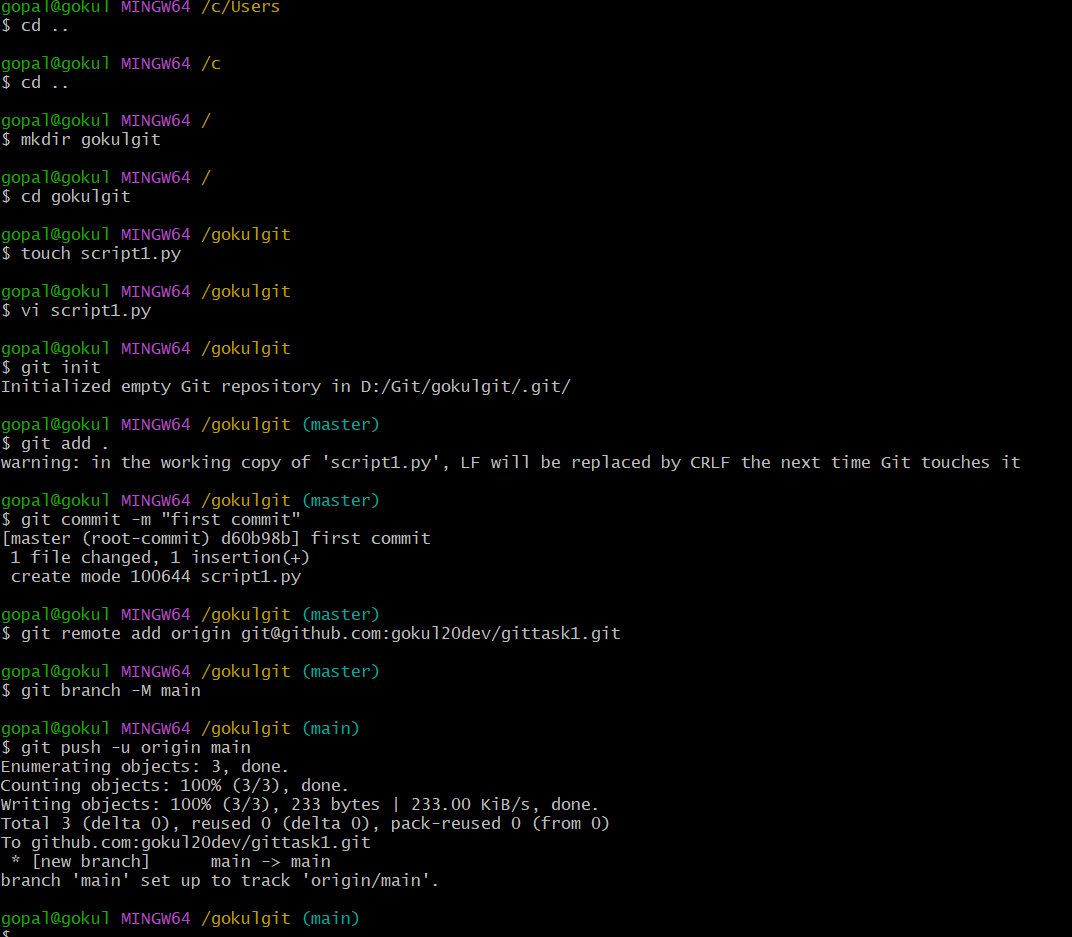 gopal@gokul MINGW64 /c/Users
$ cd ..
gopal@gokul MINGW64 /c
$ cd ..
gopal@gokul MINGW64 /
$ mkdir gokulgit
gopal@gokul MINGW64 /
$ cd gokulgit
gopal@gokul MINGW64 /gokulgit
$ touch script1.py
gopal@gokul MINGW64 /gokulgit
$ vi script1.py
gopal@gokul MINGW64 /gokulgit
$ git init
Initialized empty Git repository in D:/Git/gokulgit/.git/
gopal@gokul MINGW64 /gokulgit (master)
$ git add .
warning: in the working copy of 'script1.py', LF will be replaced by CRLF the next time Git touches it
gopal@gokul MINGW64 /gokulgit (master)
$ git commit -m "first commit"
[master (root-commit) d60b98b] first commit
 1 file changed, 1 insertion(+)
 create mode 100644 script1.py
gopal@gokul MINGW64 /gokulgit (master)
$ git remote add origin git@github.com:gokul20dev/gittask1.git
gopal@gokul MINGW64 /gokulgit (master)
$ git branch -M main
gopal@gokul MINGW64 /gokulgit (main)
$ git push -u origin main
Enumerating objects: 3, done.
Counting objects: 100% (3/3), done.
Writing objects: 100% (3/3), 233 bytes | 233.00 KiB/s, done.
Total 3 (delta 0), reused 0 (delta 0), pack-reused 0 (from 0)
To github.com:gokul20dev/gittask1.git
 * [new branch]      main -> main
branch 'main' set up to track 'origin/main'.
gopal@gokul MINGW64 /gokulgit (main)
$